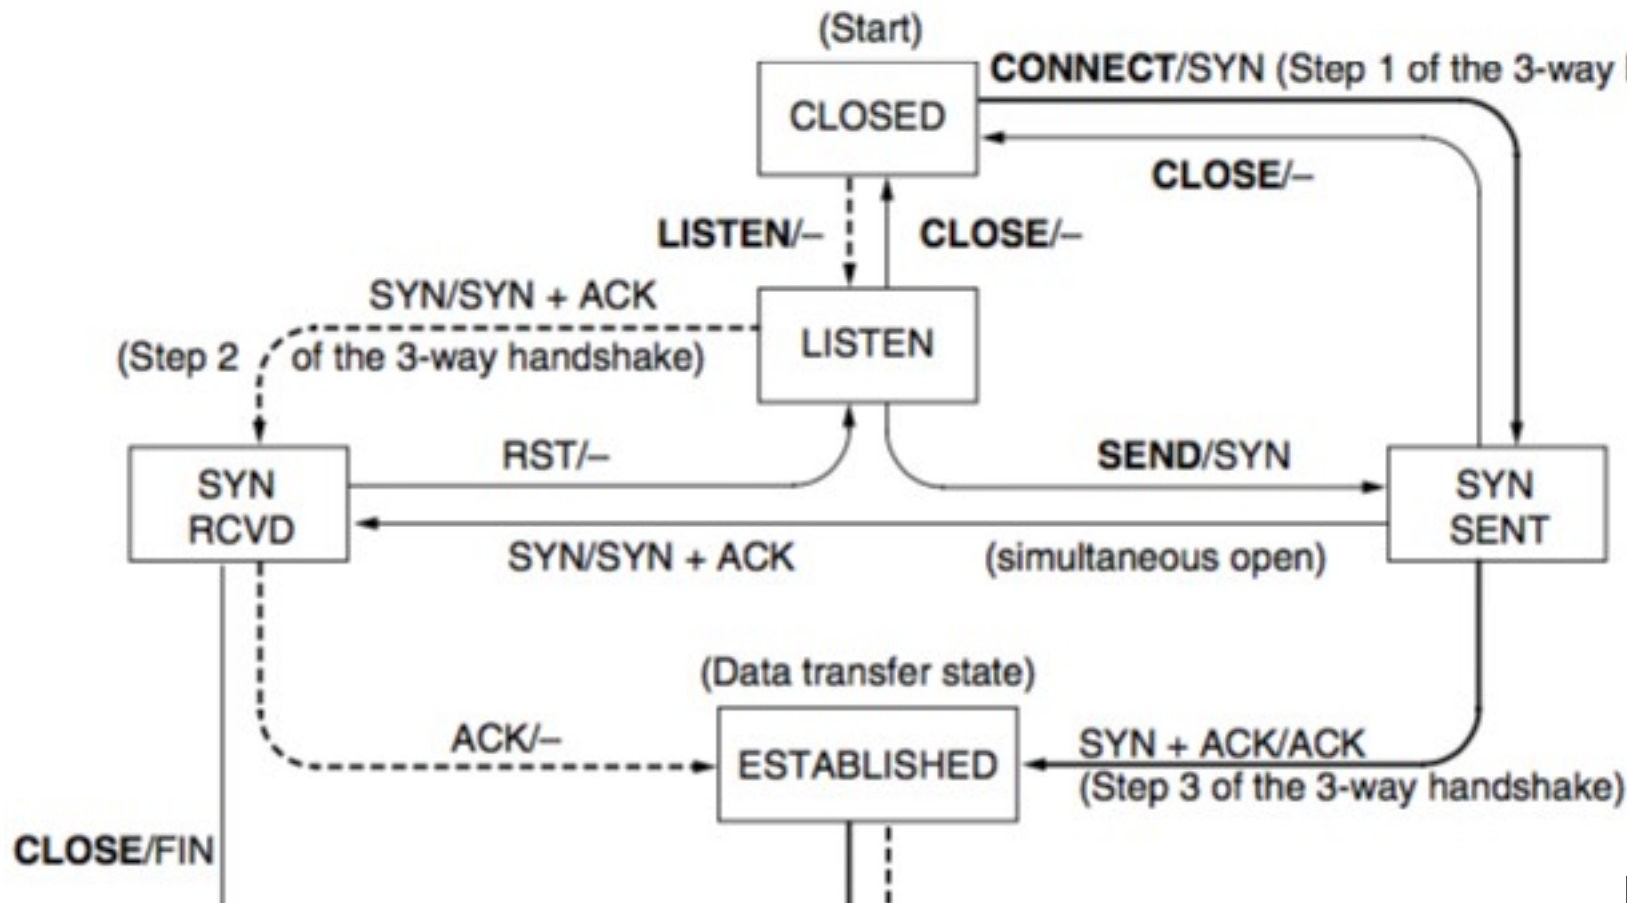 (Start)
CONNECT/SYN (Step 1 of the 3-way
CLOSED
CLOSE/–
LISTEN/–
CLOSE/–
SYN/SYN + ACK
LISTEN
(Step 2 of the 3-way handshake)
RST/–
SEND/SYN
SYN
RCVD
SYN
SENT
SYN/SYN + ACK
(simultaneous open)
(Data transfer state)
ACK/–
ESTABLISHED
SYN + ACK/ACK
(Step 3 of the 3-way handshake)
CLOSE/FIN